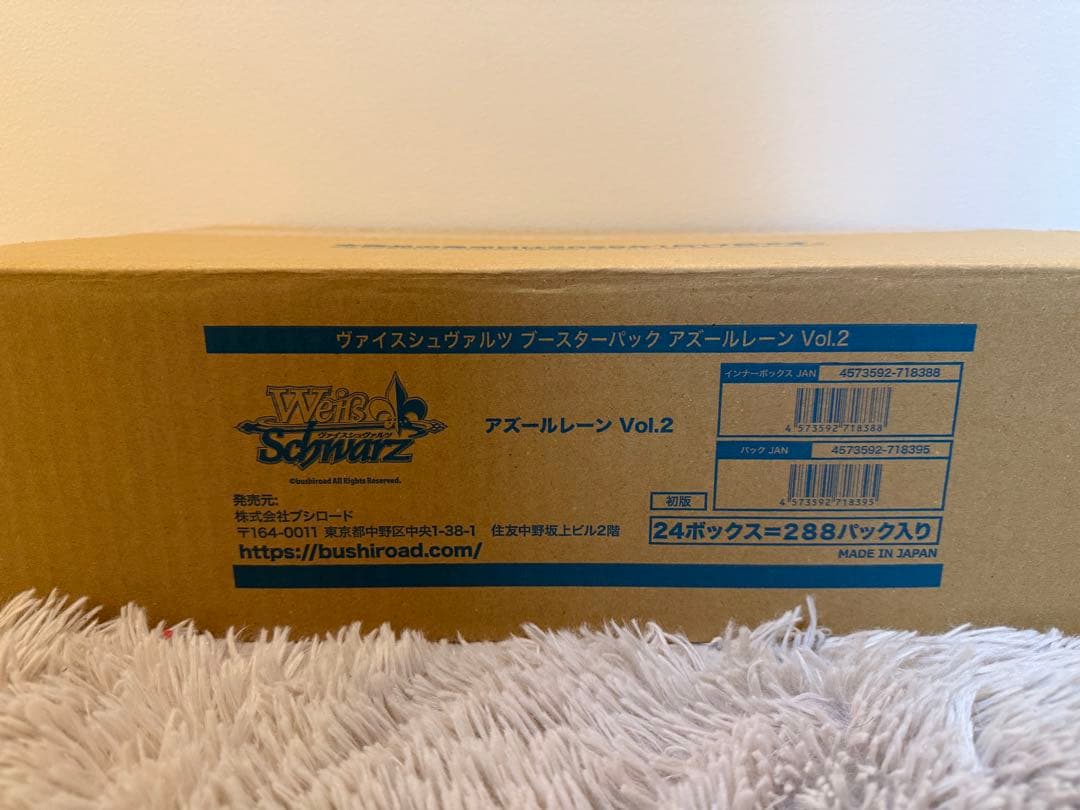 ヴァイスシュヴァルツ ブースターパック アズールレーン Vol.2
Weiß
ヴァイスシュヴァルツ
Schwarz
©bushiroad All Rights Reserved.
アズールレーン Vol.2
インナーボックス JAN 4573592-718388
4 573592 718388
パック JAN 4573592-718395
4 573592 718395
発売元:
株式会社ブシロード
〒164-0011 東京都中野区中央1-38-1 住友中野坂上ビル2階
https://bushiroad.com/
初版
24ボックス=288パック入り
MADE IN JAPAN